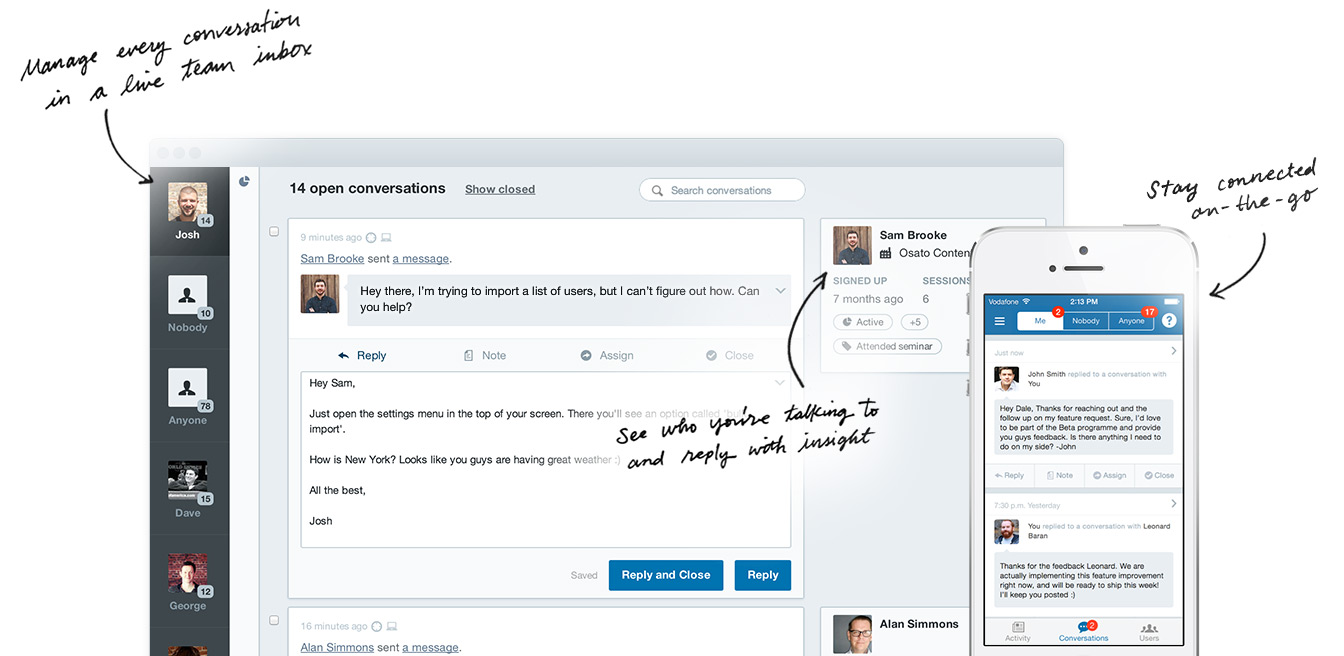 Manage every conversation
in a live team inbox
14 open conversations Show closed
Search conversations
Josh 14
Nobody 10
Anyone 78
Dave 15
George 12
9 minutes ago
Sam Brooke sent a message.
Hey there, I'm trying to import a list of users, but I can't figure out how. Can
you help?
Reply Note Assign Close
Hey Sam,
Just open the settings menu in the top of your screen. There you'll see an option called
import'.
How is New York? Looks like you guys are having great weather :)
All the best,
Josh
Saved Reply and Close Reply
16 minutes ago
Alan Simmons sent a message.
Sam Brooke
Osato Conten
SIGNED UP SESSIONS
7 months ago 6
Active +5
Attended seminar
See who you're talking to
and reply with insight
Alan Simmons
Stay connected
on-the-go
Vodafone 2:13 PM
Me 2 Nobody Anyone 17 ?
Just now
John Smith replied to a conversation with
You
Hey Dale, Thanks for reaching out and the
follow up on my feature request. Sure, I'd love
to be part of the Beta programme and provide
you guys feedback. Is there anything I need to
do on my side? -John
Reply Note Assign Close
7:30 p.m. Yesterday
You replied to a conversation with Leonard
Baran
Thanks for the feedback Leonard. We are
actually implementing this feature improvement
right now, and will be ready to ship this week!
I'll keep you posted :)
Activity Conversations 2 Users